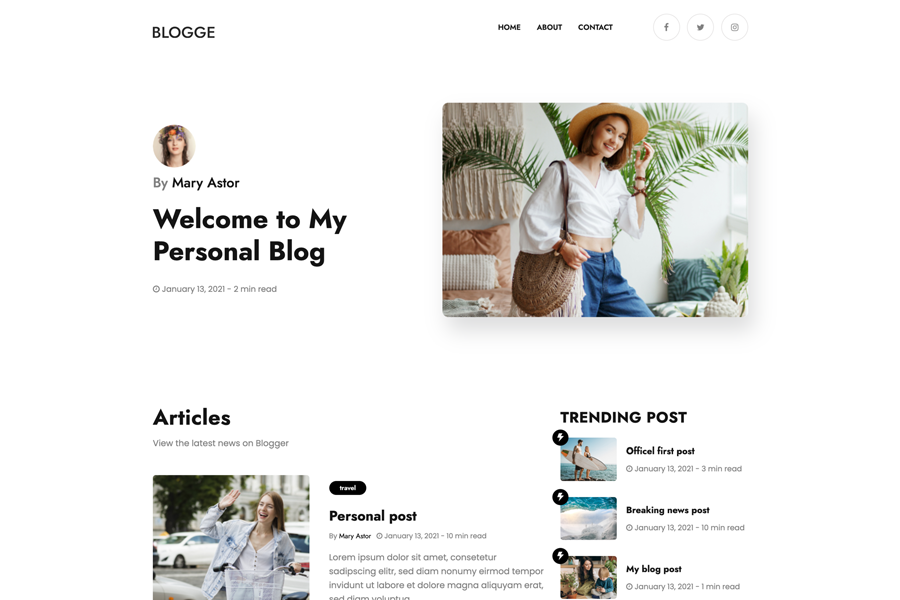 BLOGGE
HOME ABOUT CONTACT
By Mary Astor
Welcome to My
Personal Blog
January 13, 2021 - 2 min read
Articles
View the latest news on Blogger
travel
Personal post
By Mary Astor January 13, 2021 - 10 min read
Lorem ipsum dolor sit amet, consetetur
sadipscing elitr, sed diam nonumy eirmod tempor
invidunt ut labore et dolore magna aliquyam erat,
sed diam voluptua.
TRENDING POST
Officel first post
January 13, 2021 - 3 min read
Breaking news post
January 13, 2021 - 10 min read
My blog post
January 13, 2021 - 1 min read